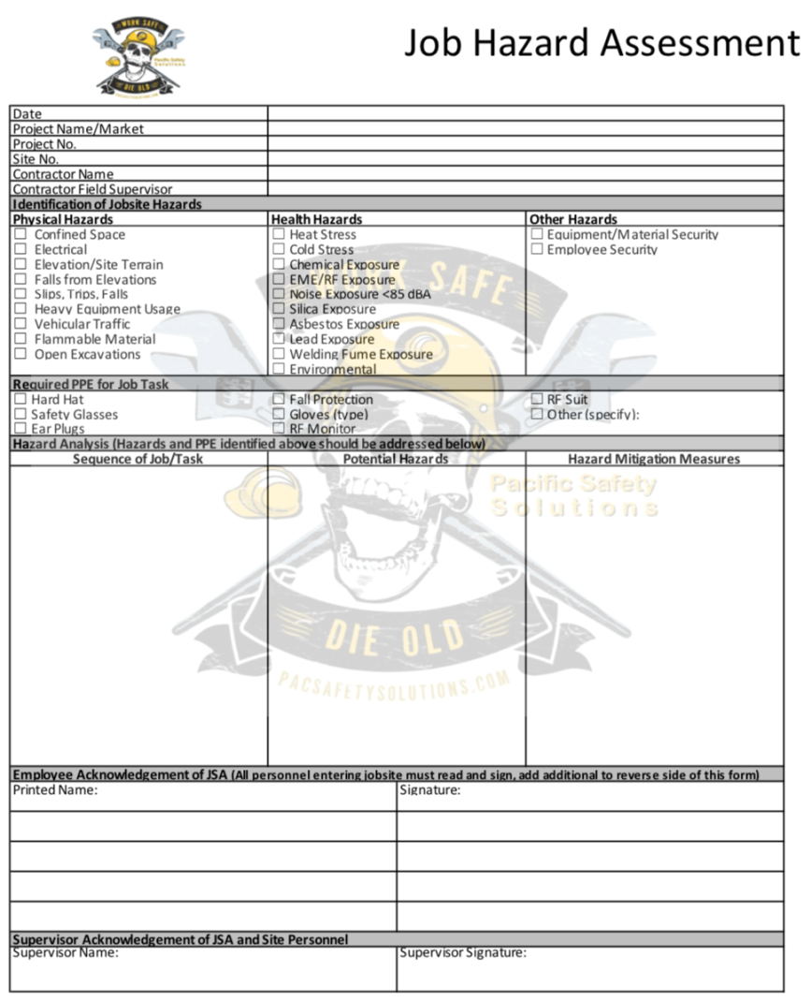 WORK SAFE
Pacific Safety
Solutions
DIE OLD
PACSAFETYSOLUTIONS.COM
Job Hazard Assessment
Date
Project Name/Market
Project No.
Site No.
Contractor Name
Contractor Field Supervisor
Identification of Jobsite Hazards
Physical Hazards Health Hazards Other Hazards
☐ Confined Space ☐ Heat Stress ☐ Equipment/Material Security
☐ Electrical ☐ Cold Stress ☐ Employee Security
☐ Elevation/Site Terrain ☐ Chemical Exposure
☐ Falls from Elevations ☐ EME/RF Exposure
☐ Slips, Trips, Falls ☐ Noise Exposure <85 dBA
☐ Heavy Equipment Usage ☐ Silica Exposure
☐ Vehicular Traffic ☐ Asbestos Exposure
☐ Flammable Material ☐ Lead Exposure
☐ Open Excavations ☐ Welding Fume Exposure
☐ Environmental
Required PPE for Job Task
☐ Hard Hat ☐ Fall Protection ☐ RF Suit
☐ Safety Glasses ☐ Gloves (type) ☐ Other (specify):
☐ Ear Plugs ☐ RF Monitor
Hazard Analysis (Hazards and PPE identified above should be addressed below)
Sequence of Job/Task Potential Hazards Hazard Mitigation Measures
WORK SAFE
Pacific Safety
Solutions
DIE OLD
PACSAFETYSOLUTIONS.COM
Employee Acknowledgement of JSA (All personnel entering jobsite must read and sign, add additional to reverse side of this form)
Printed Name: Signature:
Supervisor Acknowledgement of JSA and Site Personnel
Supervisor Name: Supervisor Signature: